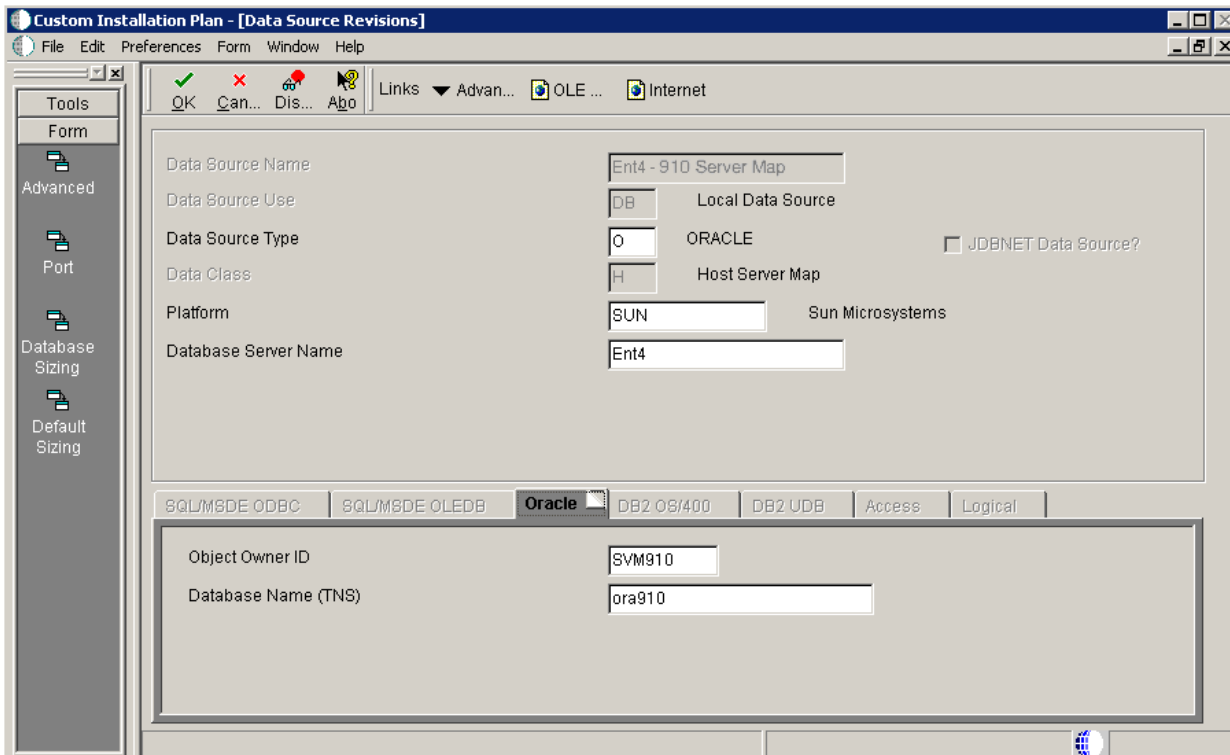 Custom Installation Plan - [Data Source Revisions]
File Edit Preferences Form Window Help
Tools
Form
Advanced
Port
Database
Sizing
Default
Sizing
OK Can... Dis... Abo Links Advan... OLE ... Internet
Data Source Name Ent4 - 910 Server Map
Data Source Use DB Local Data Source
Data Source Type O ORACLE JDBNET Data Source?
Data Class H Host Server Map
Platform SUN Sun Microsystems
Database Server Name Ent4
SQL/MSDE ODBC SQL/MSDE OLEDB Oracle DB2 OS/400 DB2 UDB Access Logical
Object Owner ID SVM910
Database Name (TNS) ora910